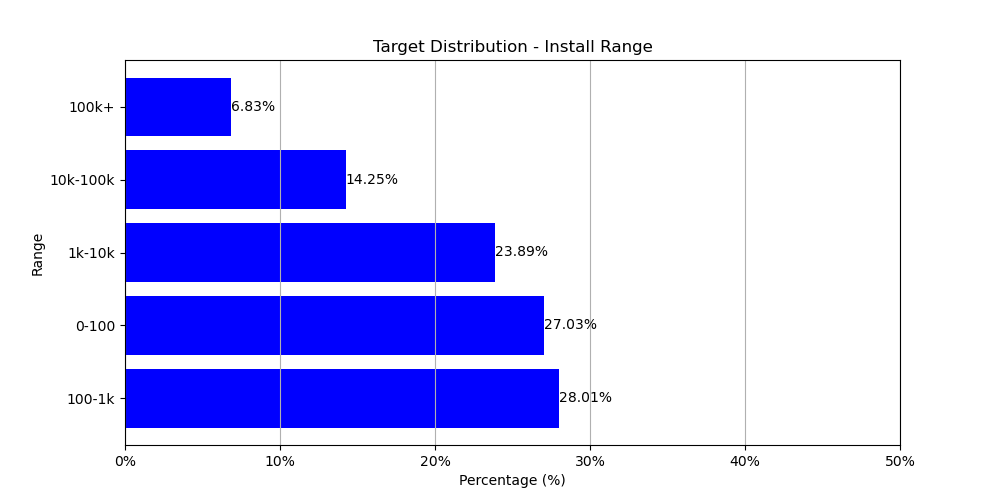 Target Distribution - Install Range
100k+
6.83%
10k-100k
14.25%
1k-10k
23.89%
0-100
27.03%
100-1k
28.01%
Range
0% 10% 20% 30% 40% 50%
Percentage (%)